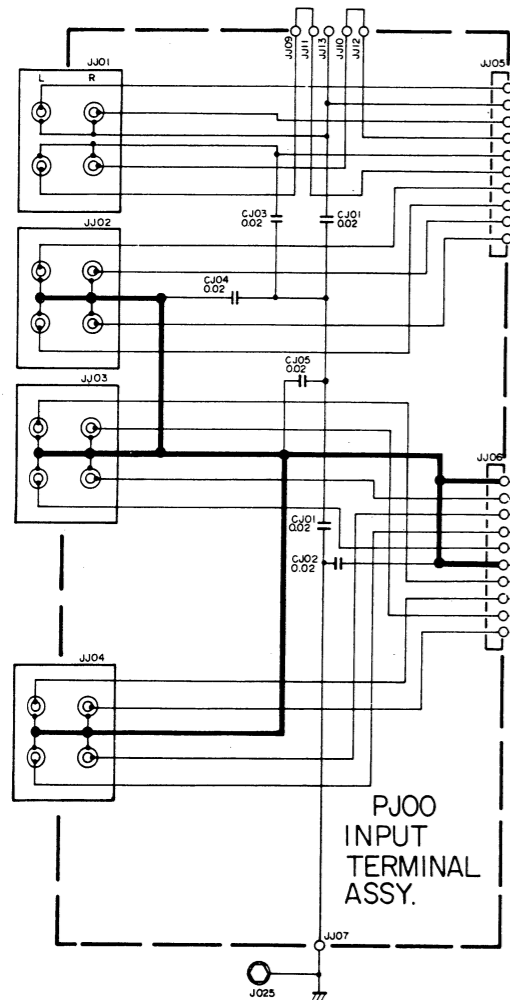 JJ09
JJ11
JJ13
JJ10
JJ12
JJ01
L R
JJ05
CJ03
0.02
CJ01
0.02
JJ02
CJ04
0.02
CJ05
0.02
JJ03
JJ06
CJ01
0.02
CJ02
0.02
JJ04
PJ00
INPUT
TERMINAL
ASSY.
JJ07
J025